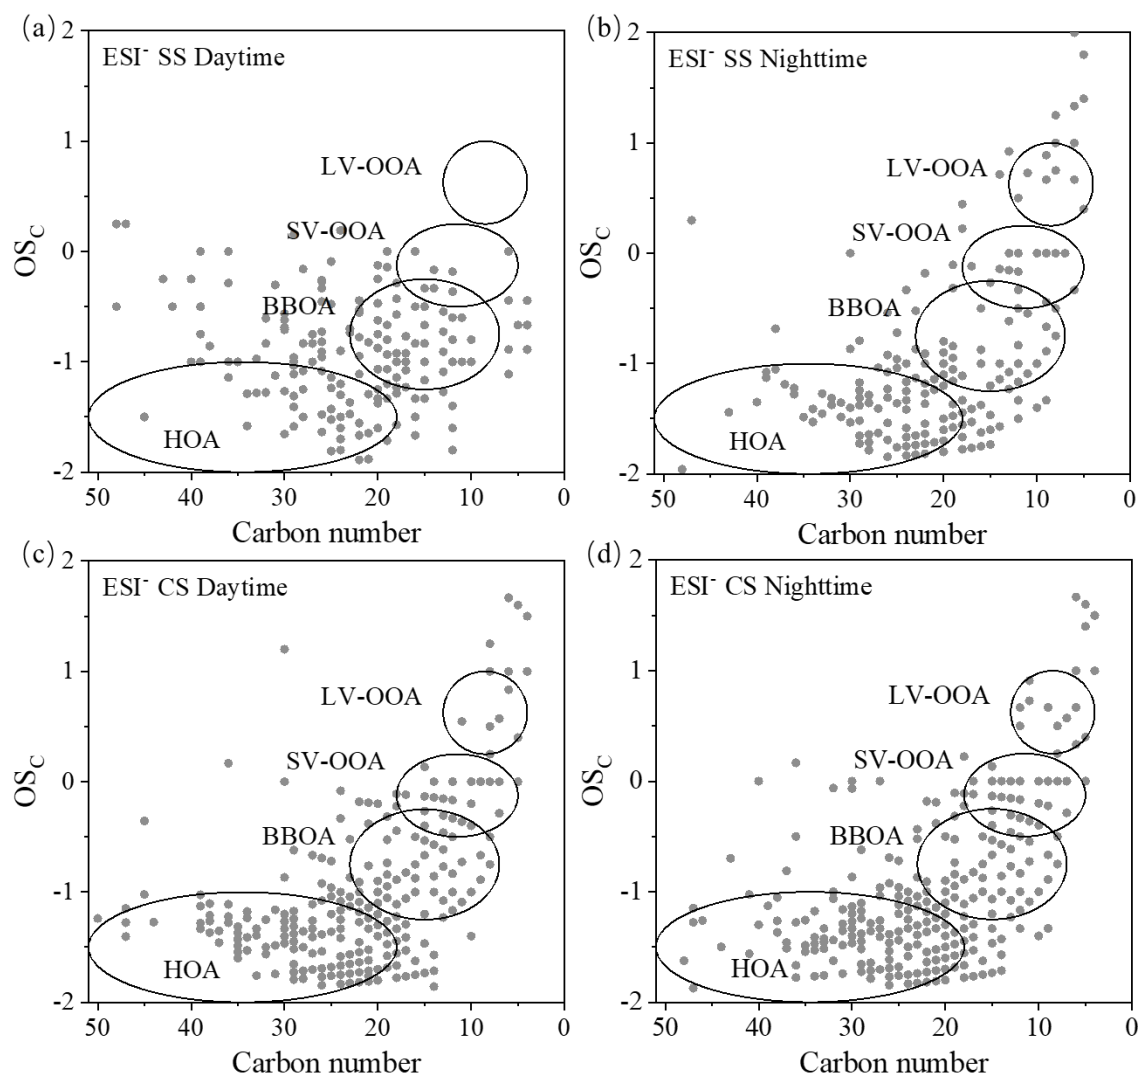 (a)
ESI⁻ SS Daytime
LV-OOA
SV-OOA
BBOA
HOA
OS_C
2
1
0
-1
-2
50 40 30 20 10 0
Carbon number
(b)
ESI⁻ SS Nighttime
LV-OOA
SV-OOA
BBOA
HOA
OS_C
2
1
0
-1
-2
50 40 30 20 10 0
Carbon number
(c)
ESI⁻ CS Daytime
LV-OOA
SV-OOA
BBOA
HOA
OS_C
2
1
0
-1
-2
50 40 30 20 10 0
Carbon number
(d)
ESI⁻ CS Nighttime
LV-OOA
SV-OOA
BBOA
HOA
OS_C
2
1
0
-1
-2
50 40 30 20 10 0
Carbon number